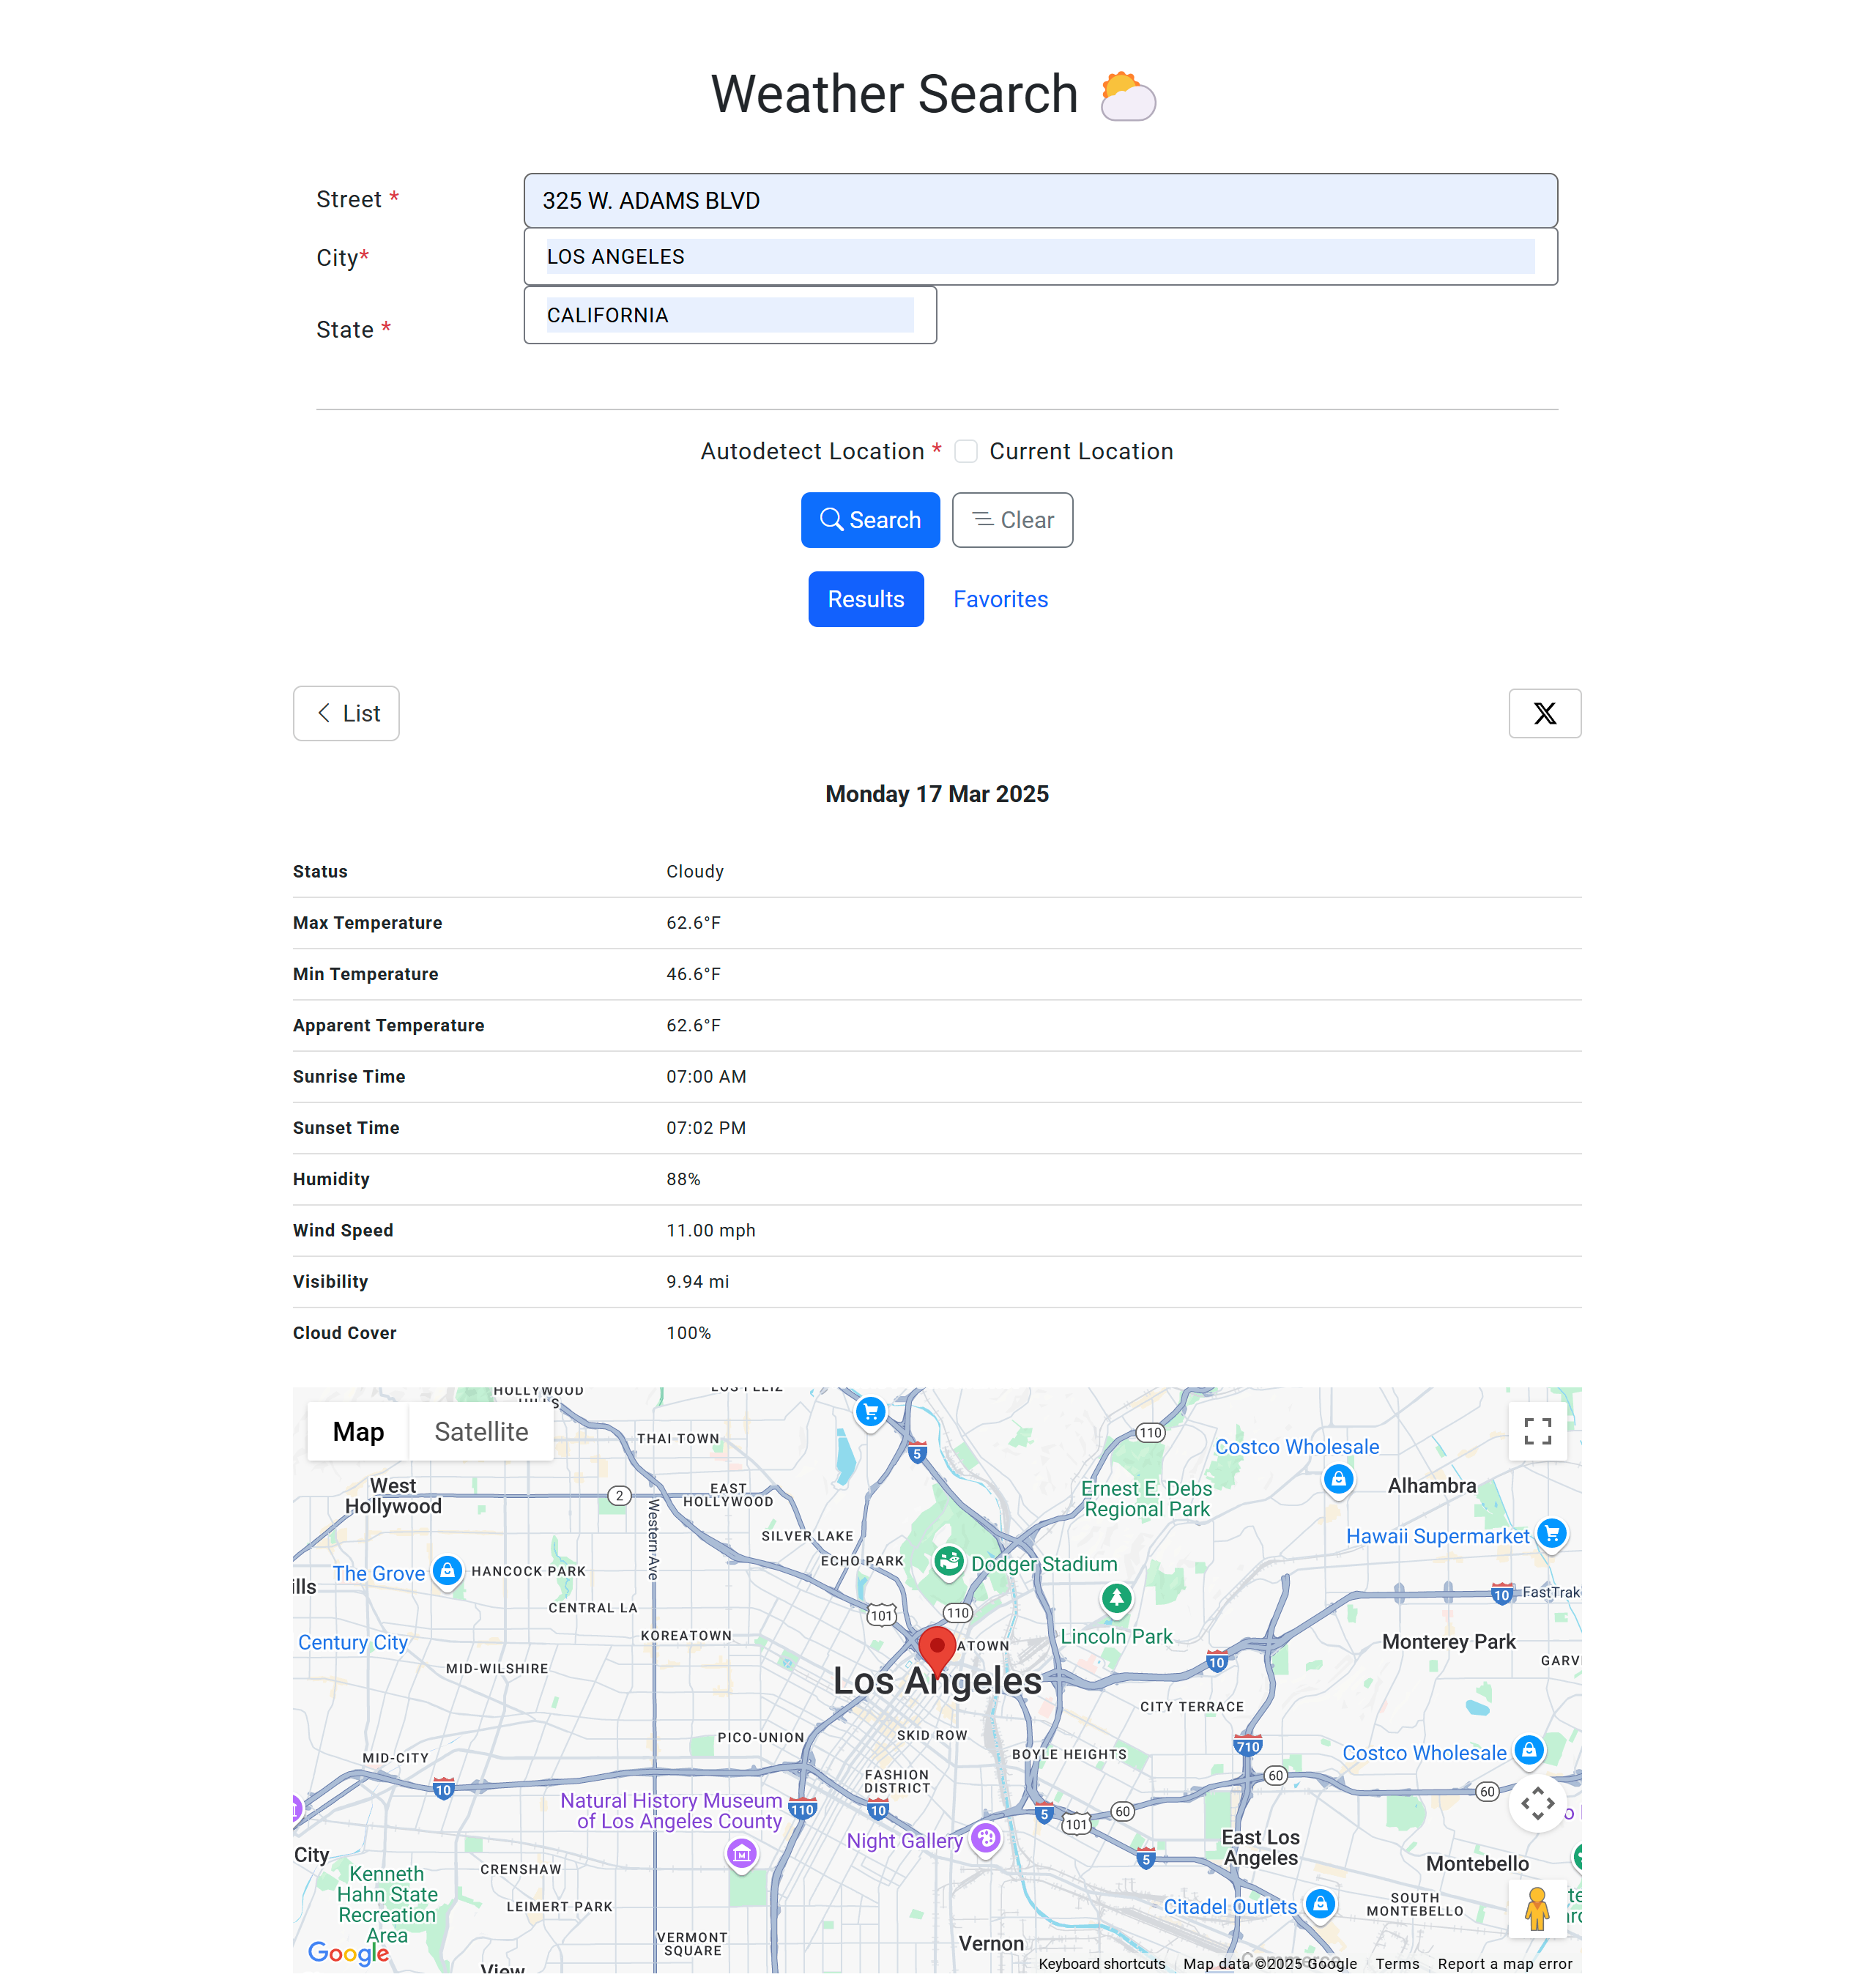 Weather Search
Street *
325 W. ADAMS BLVD
City*
LOS ANGELES
State *
CALIFORNIA
Autodetect Location * Current Location
Search Clear
Results Favorites
List
Monday 17 Mar 2025
Status Cloudy
Max Temperature 62.6°F
Min Temperature 46.6°F
Apparent Temperature 62.6°F
Sunrise Time 07:00 AM
Sunset Time 07:02 PM
Humidity 88%
Wind Speed 11.00 mph
Visibility 9.94 mi
Cloud Cover 100%
HOLLYWOOD
Map Satellite
THAI TOWN
5
110
Costco Wholesale
West
Hollywood
2
EAST
HOLLYWOOD
Ernest E. Debs
Regional Park
Alhambra
Western Ave
SILVER LAKE
Hawaii Supermarket
ECHO PARK
Dodger Stadium
The Grove
HANCOCK PARK
ills
10
FastTrak
CENTRAL LA
101
110
KOREATOWN
ATOWN
Lincoln Park
Century City
Monterey Park
MID-WILSHIRE
10
GARV
Los Angeles
CITY TERRACE
PICO-UNION
SKID ROW
710
MID-CITY
BOYLE HEIGHTS
Costco Wholesale
10
FASHION
DISTRICT
60
60
Natural History Museum
of Los Angeles County
110
10
5
101
60
Night Gallery
East Los
Angeles
City
CRENSHAW
5
Montebello
Kenneth
Hahn State
Recreation
Area
LEIMERT PARK
Citadel Outlets
SOUTH
MONTEBELLO
VERMONT
SQUARE
Vernon
Google
View
Keyboard shortcuts Map data ©2025 Google Terms Report a map error